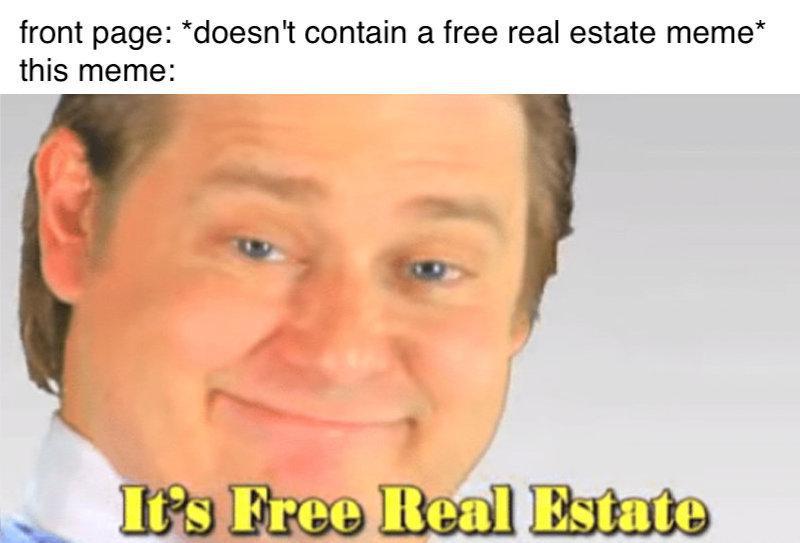 front page: *doesn't contain a free real estate meme*
this meme:
It's Free Real Estate